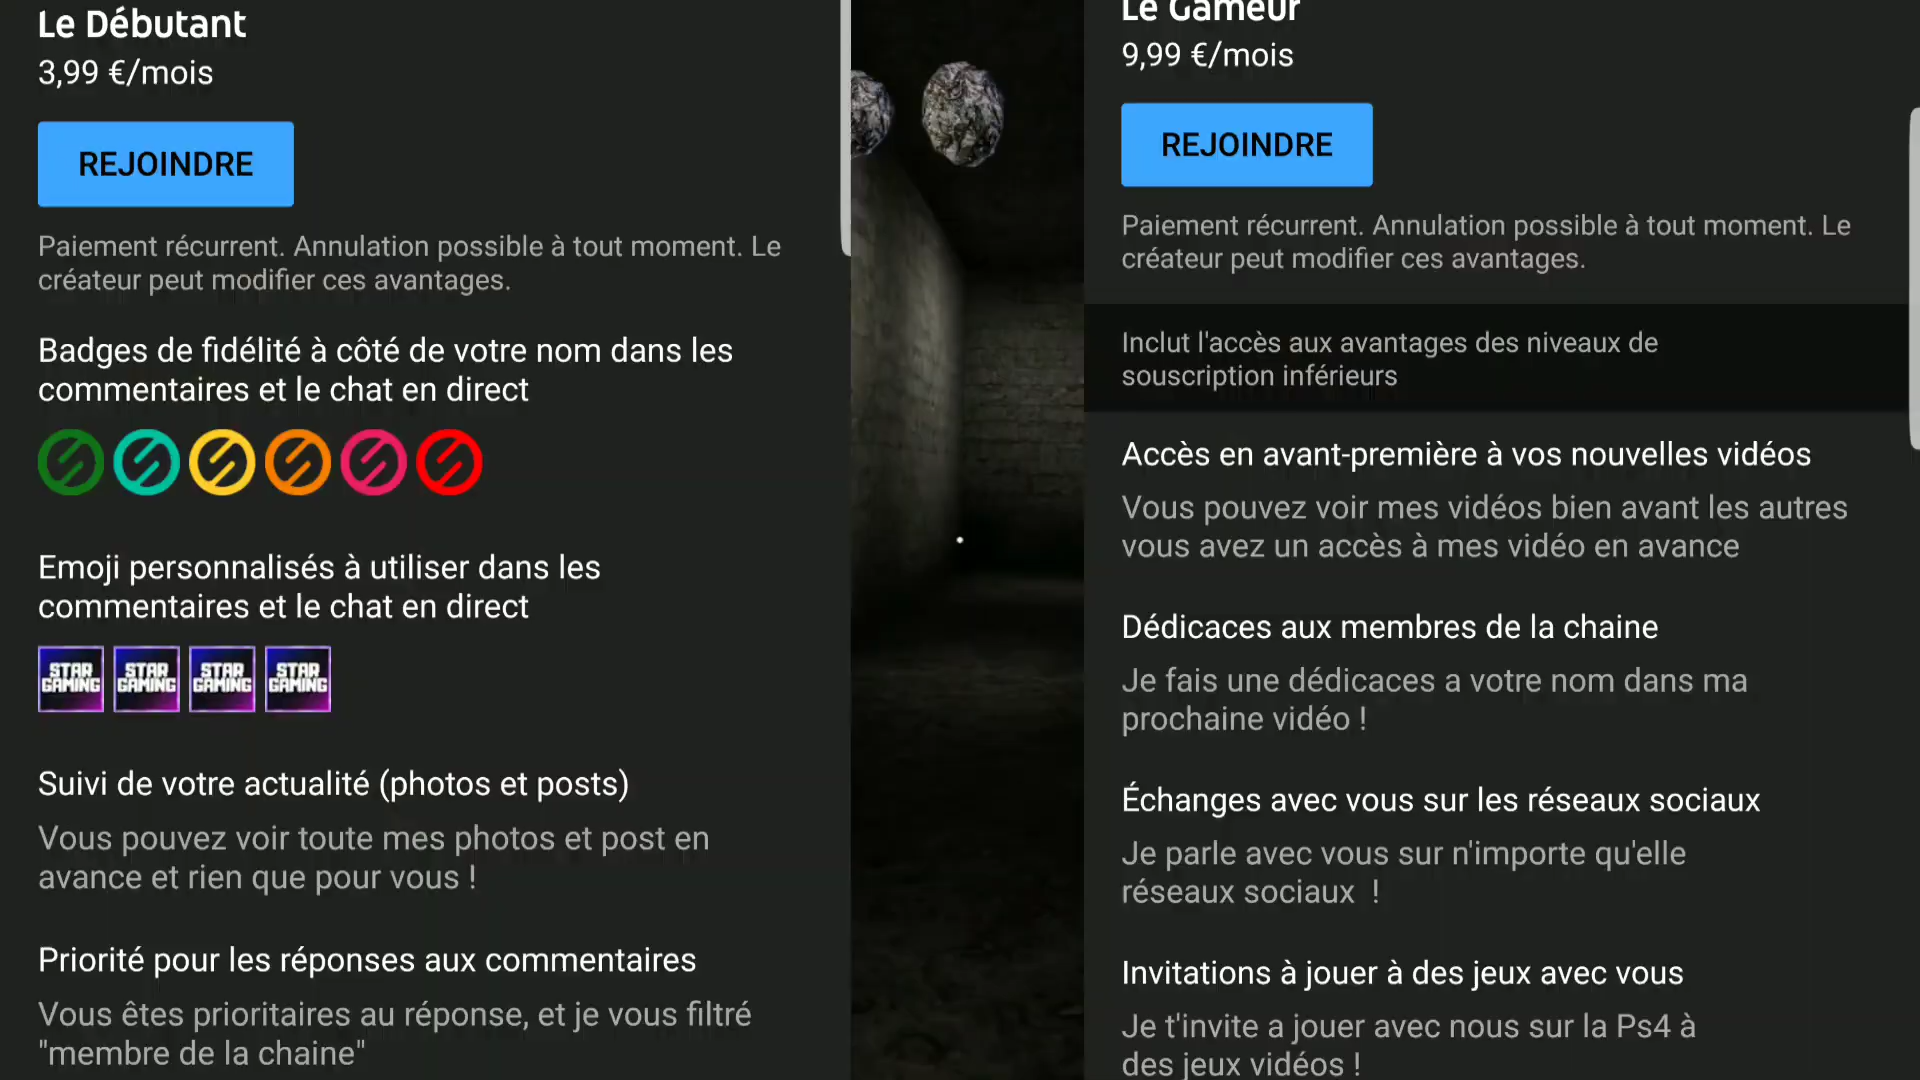 Le Débutant
3,99 €/mois
REJOINDRE
Paiement récurrent. Annulation possible à tout moment. Le
créateur peut modifier ces avantages.
Badges de fidélité à côté de votre nom dans les
commentaires et le chat en direct
Emoji personnalisés à utiliser dans les
commentaires et le chat en direct
STAR GAMING STAR GAMING STAR GAMING STAR GAMING
Suivi de votre actualité (photos et posts)
Vous pouvez voir toute mes photos et post en
avance et rien que pour vous !
Priorité pour les réponses aux commentaires
Vous êtes prioritaires au réponse, et je vous filtré
"membre de la chaine"
Le Gameur
9,99 €/mois
REJOINDRE
Paiement récurrent. Annulation possible à tout moment. Le
créateur peut modifier ces avantages.
Inclut l'accès aux avantages des niveaux de
souscription inférieurs
Accès en avant-première à vos nouvelles vidéos
Vous pouvez voir mes vidéos bien avant les autres
vous avez un accès à mes vidéo en avance
Dédicaces aux membres de la chaine
Je fais une dédicaces a votre nom dans ma
prochaine vidéo !
Échanges avec vous sur les réseaux sociaux
Je parle avec vous sur n'importe qu'elle
réseaux sociaux !
Invitations à jouer à des jeux avec vous
Je t'invite a jouer avec nous sur la Ps4 à
des jeux vidéos !